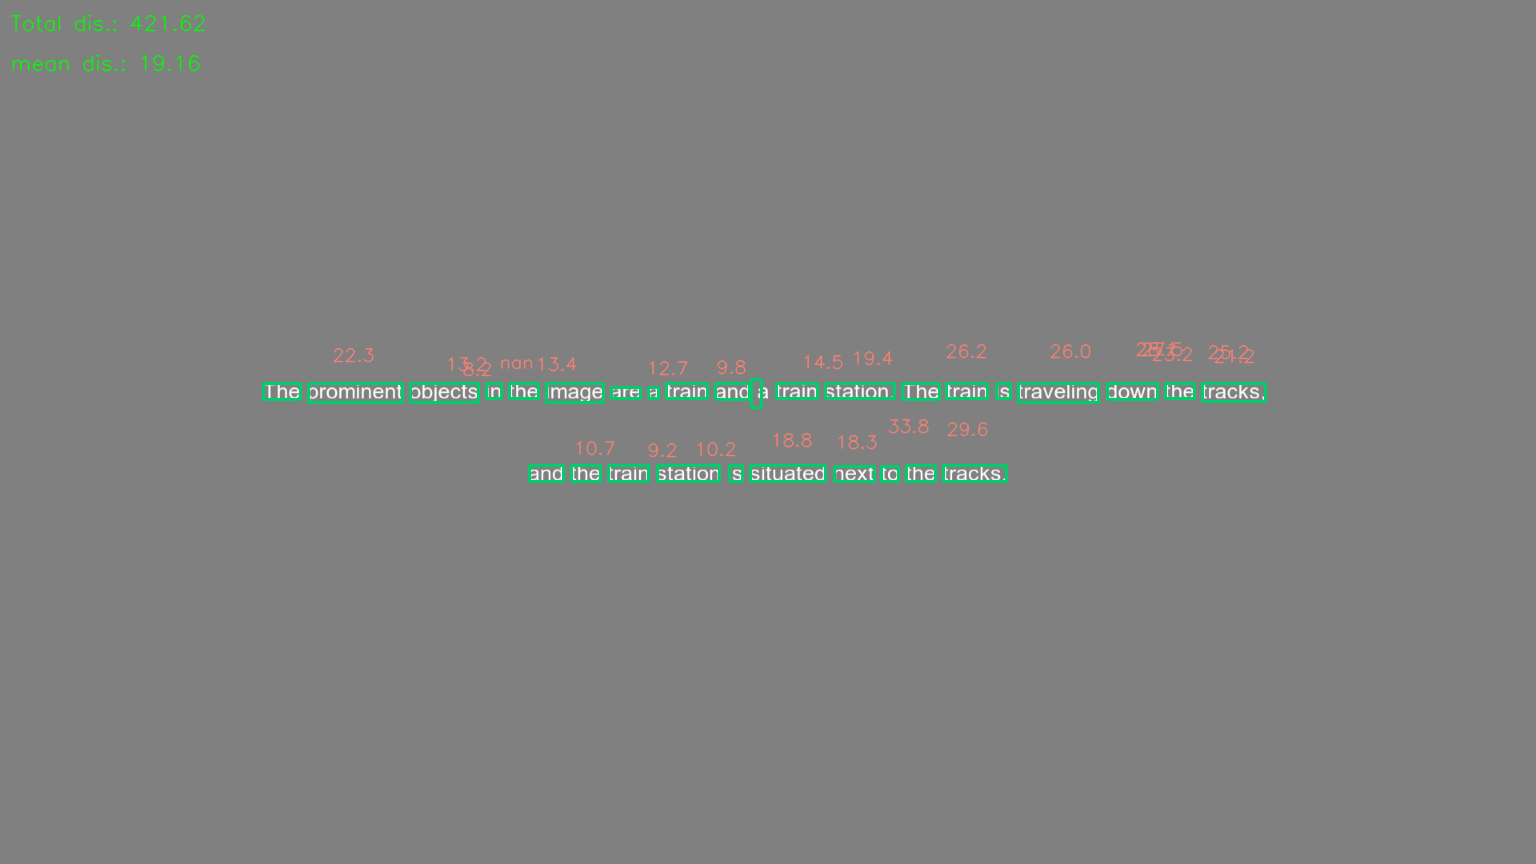 Total dis.: 421.62
mean dis.: 19.16
22.3 13.2 8.2 nan 13.4 12.7 9.8 14.5 19.4 26.2 26.0 23.2 25.2 21.2
The prominent objects in the image are a train and a train station. The train is traveling down the tracks,
10.7 9.2 10.2 18.8 18.3 33.8 29.6
and the train station is situated next to the tracks.